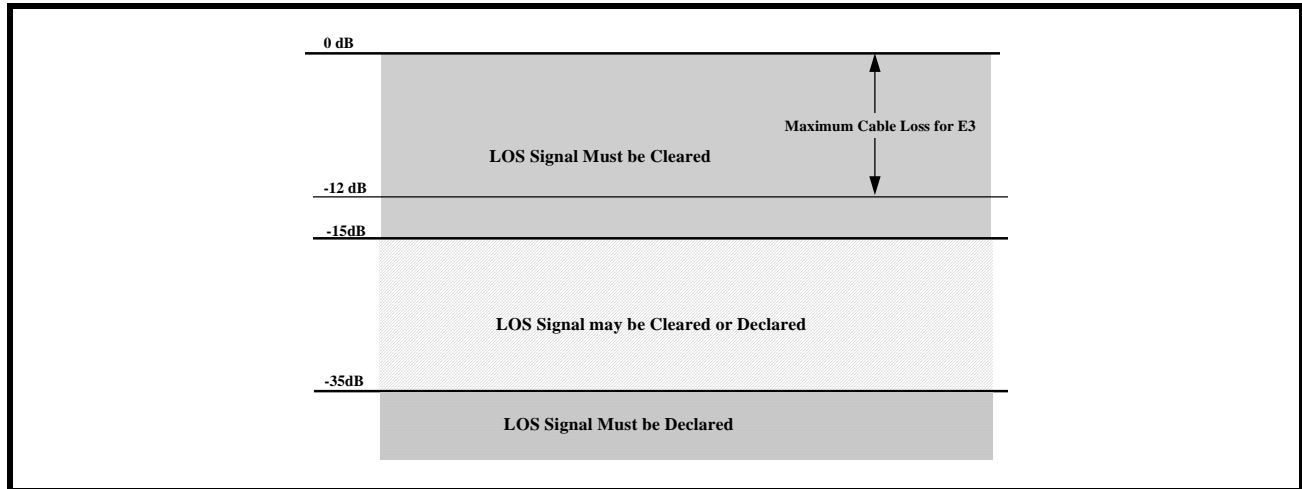 0 dB
Maximum Cable Loss for E3
LOS Signal Must be Cleared
-12 dB
-15dB
LOS Signal may be Cleared or Declared
-35dB
LOS Signal Must be Declared